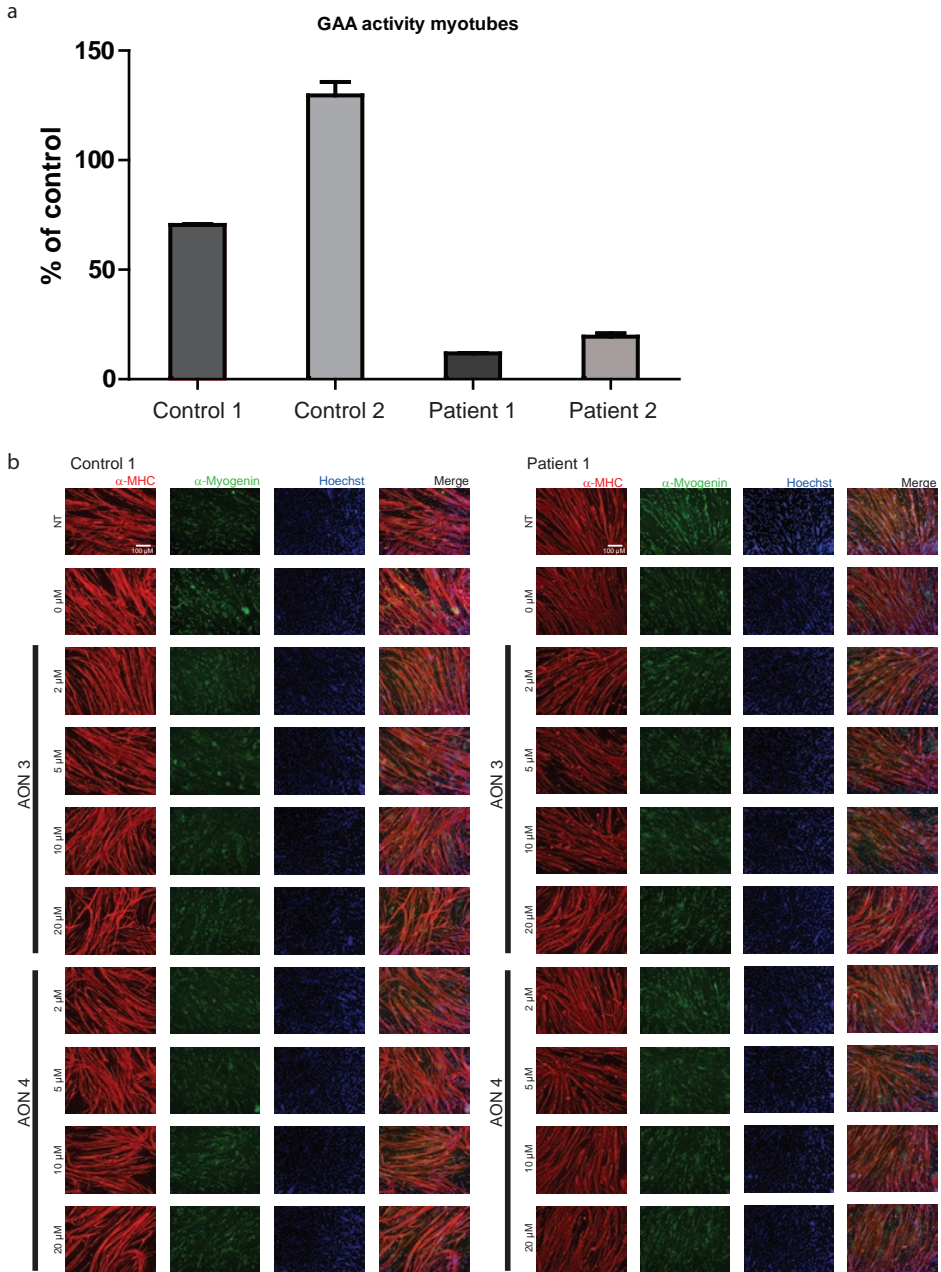 a
GAA activity myotubes
150
100
50
0
% of control
Control 1 Control 2 Patient 1 Patient 2
b
Control 1
α-MHC α-Myogenin Hoechst Merge
NT
100 µM
0 µM
AON 3
2 µM
5 µM
10 µM
20 µM
AON 4
2 µM
5 µM
10 µM
20 µM
Patient 1
α-MHC α-Myogenin Hoechst Merge
NT
100 µM
0 µM
AON 3
2 µM
5 µM
10 µM
20 µM
AON 4
2 µM
5 µM
10 µM
20 µM